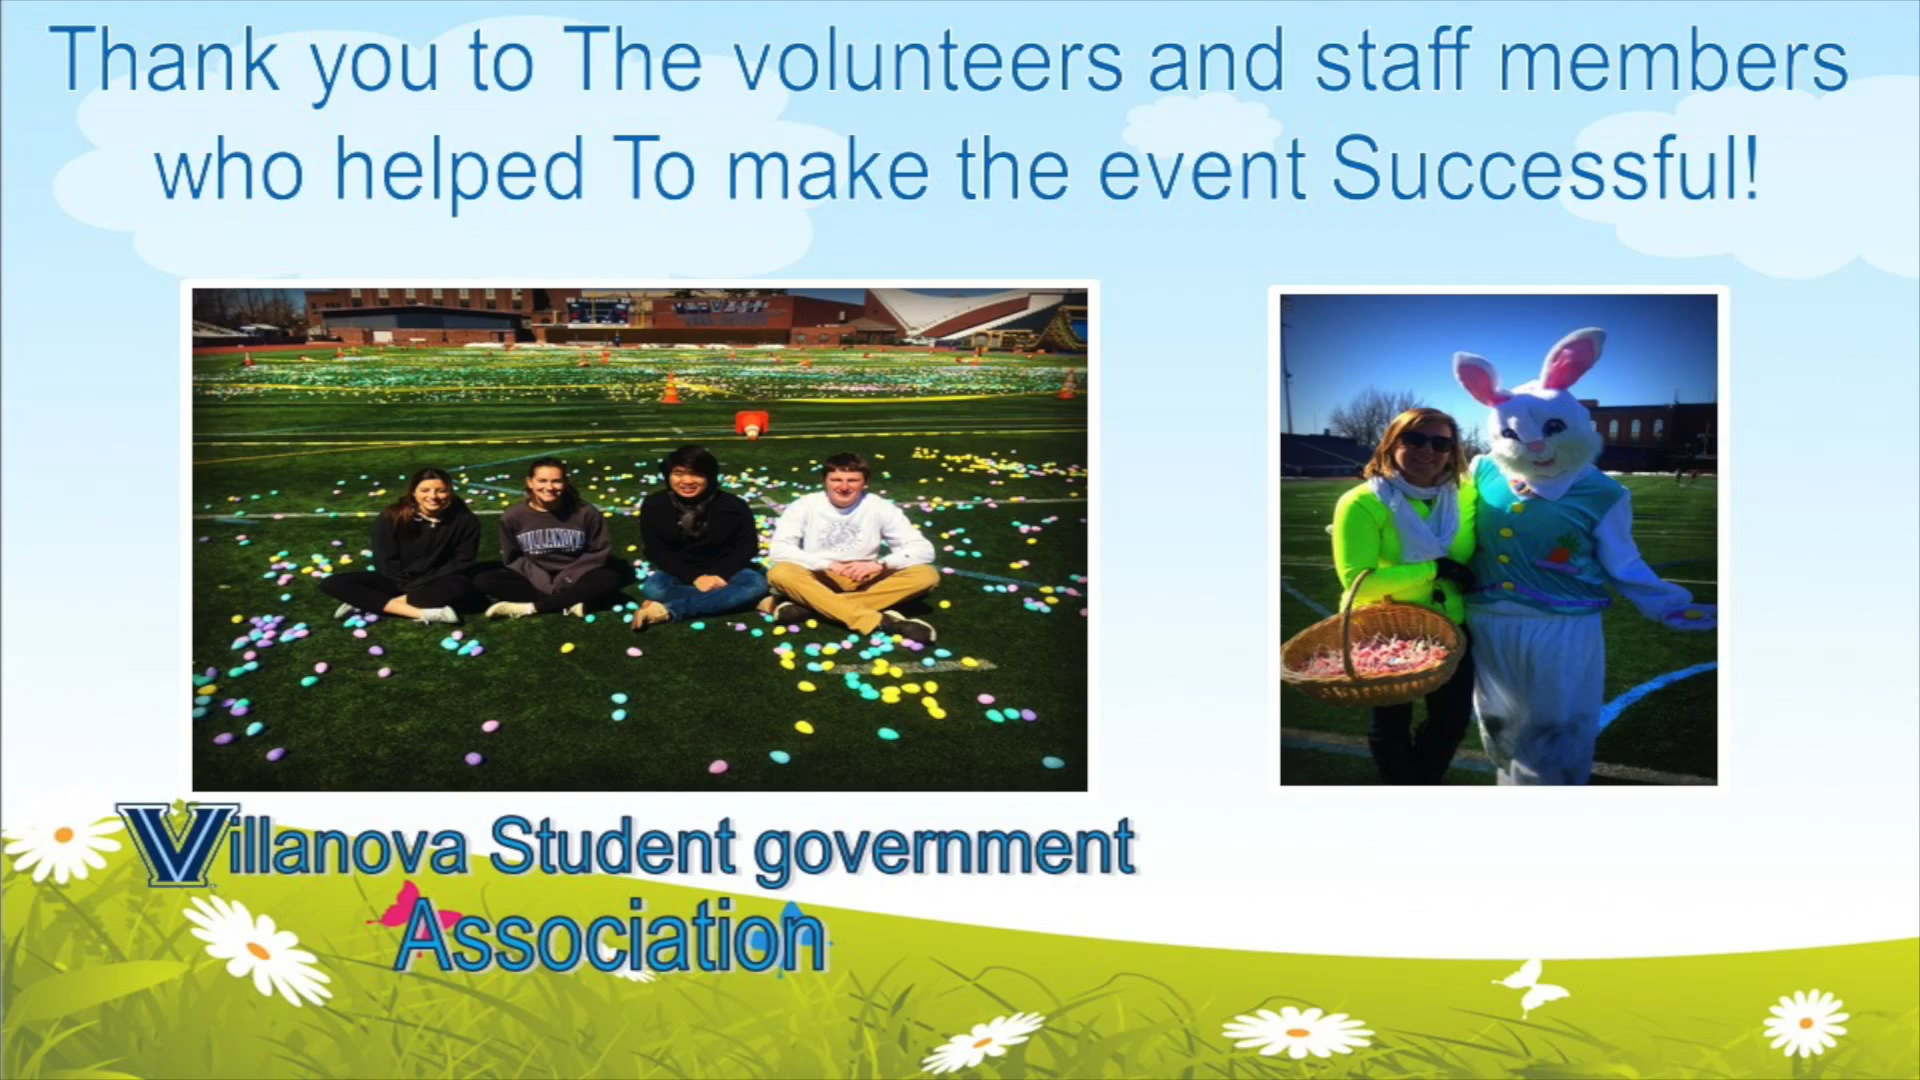 Thank you to The volunteers and staff members
who helped To make the event Successful!
VILLANOVA
Villanova Student government
Association